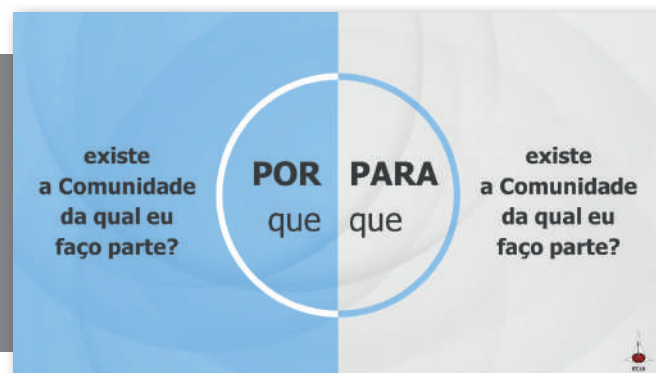 POR
que
existe
a Comunidade
da qual eu
faço parte?
PARA
que
existe
a Comunidade
da qual eu
faço parte?